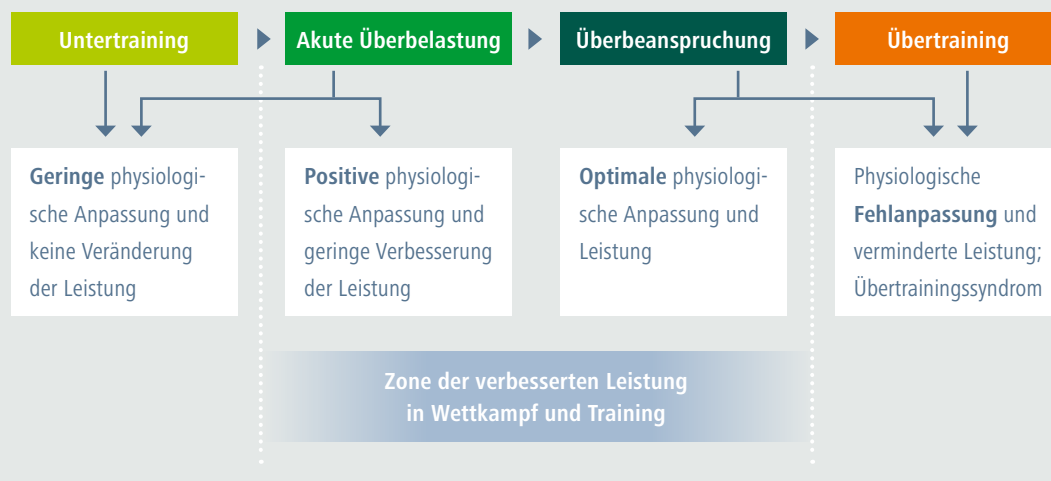 Untertraining
Akute Überbelastung
Überbeanspruchung
Übertraining
Geringe physiologi-
sche Anpassung und
keine Veränderung
der Leistung
Positive physiologi-
sche Anpassung und
geringe Verbesserung
der Leistung
Optimale physiologi-
sche Anpassung und
Leistung
Physiologische
Fehlanpassung und
verminderte Leistung;
Übertrainingssyndrom
Zone der verbesserten Leistung
in Wettkampf und Training